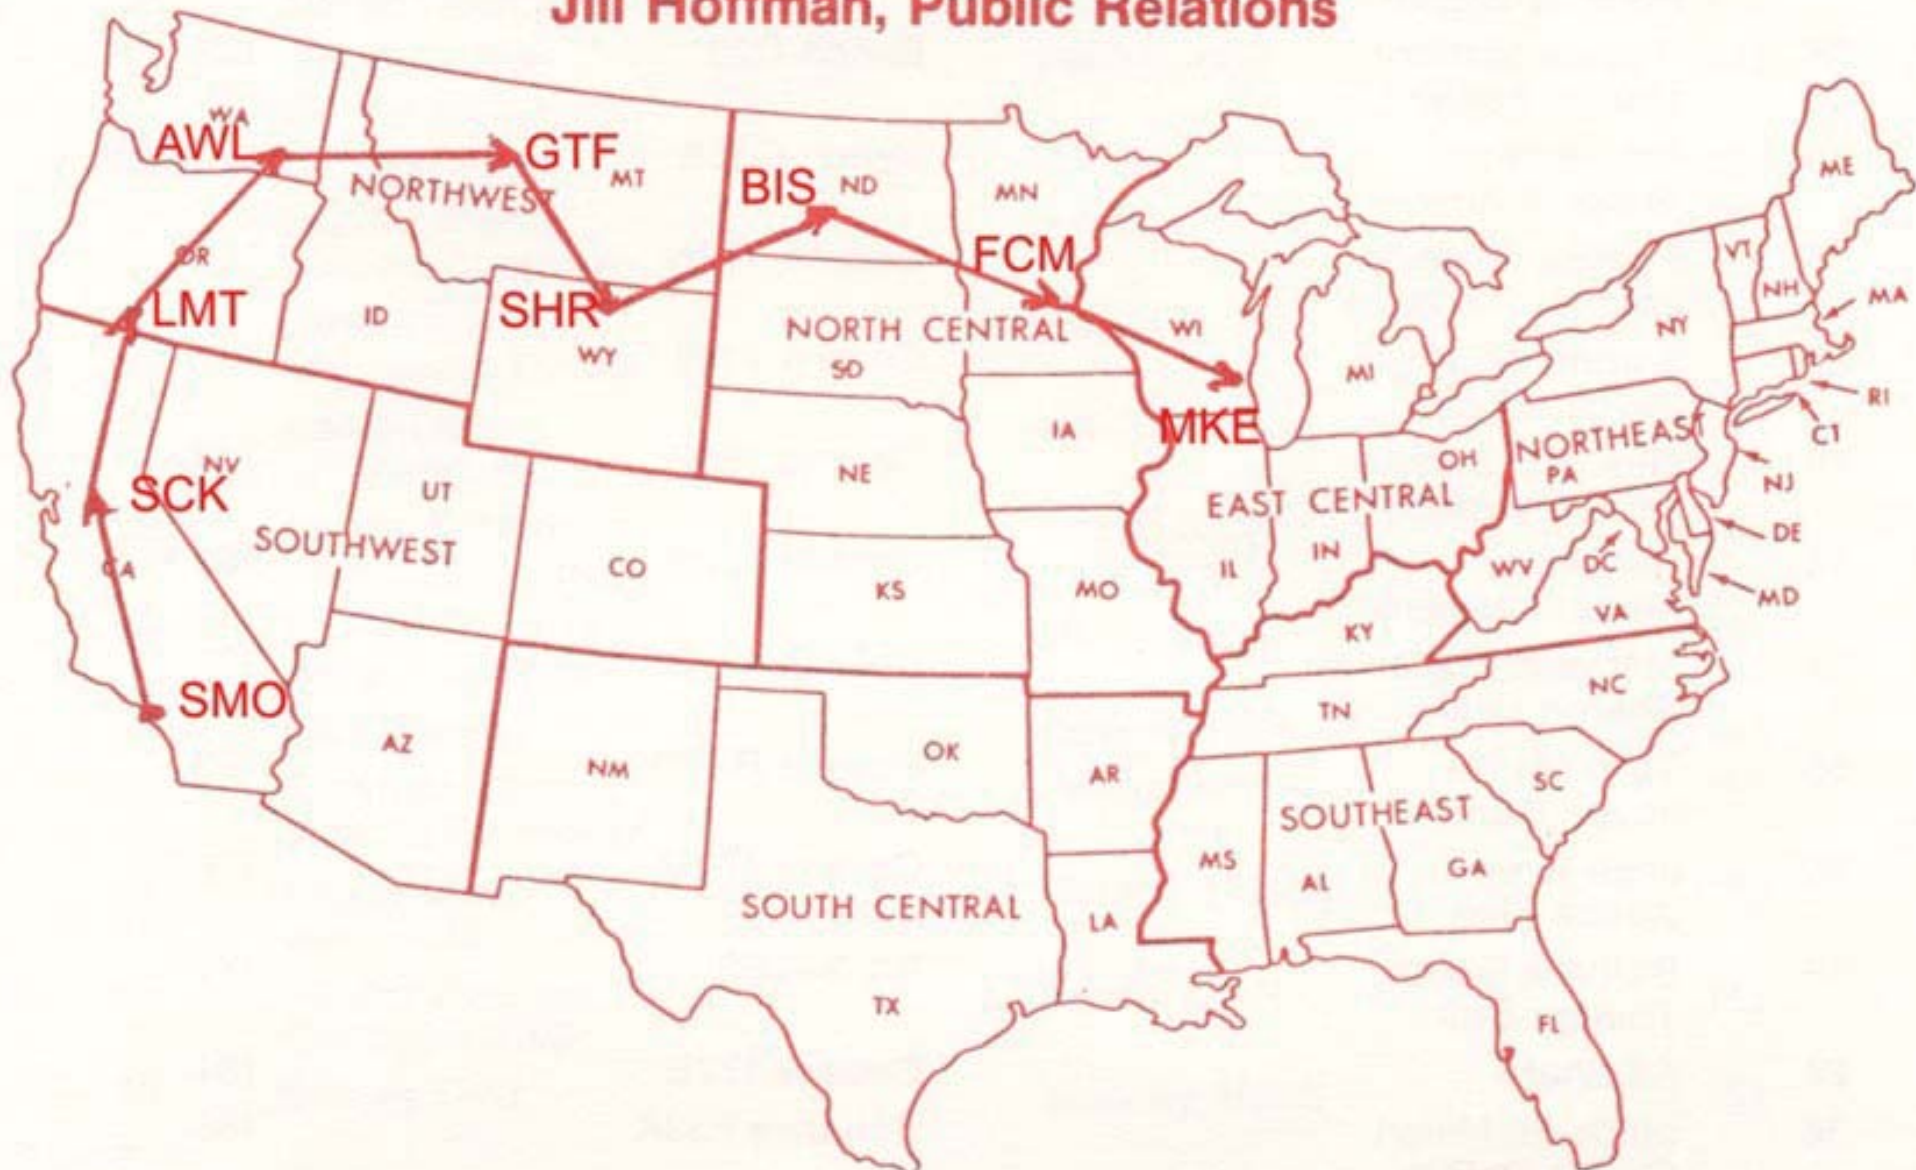 Jill Hoffman, Public Relations
WA
AWL
GTF
MT
NORTHWEST
BIS
ND
MN
ME
OR
FCM
VT
NH
MA
LMT
ID
SHR
WY
NORTH CENTRAL
SD
WI
MI
NY
RI
CT
MKE
IA
NORTHEAST
PA
OH
NJ
NV
SCK
UT
NE
EAST CENTRAL
SOUTHWEST
DE
CA
CO
KS
MO
IL
IN
WV
DC
MD
VA
KY
SMO
NC
TN
AZ
NM
OK
AR
SC
SOUTHEAST
MS
AL
GA
SOUTH CENTRAL
LA
TX
FL